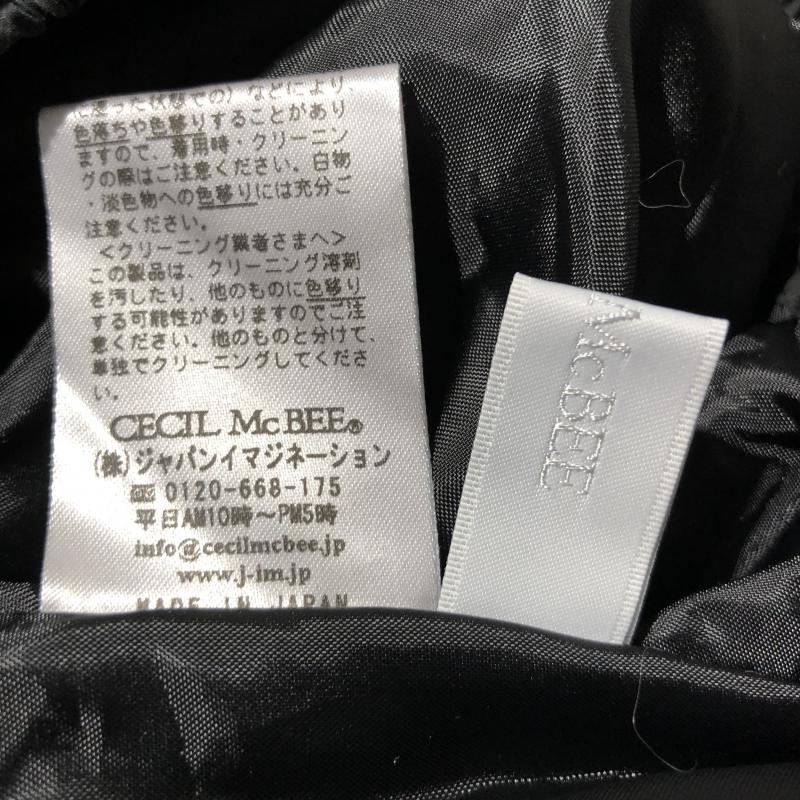 に湿った状態での)などにより、
色落ちや色移りすることがあり
ますので、着用時・クリーニン
グの際はご注意ください。白物
・淡色物への色移りには充分ご
注意ください。
<クリーニング業者さまへ>
この製品は、クリーニング溶剤
を汚したり、他のものに色移り
する可能性がありますのでご注
意ください。他のものと分けて、
単独でクリーニングしてくださ
い。
CECIL McBEE®
(株)ジャパンイマジネーション
0120-668-175
平日AM10時～PM5時
info@cecilmcbee.jp
www.j-im.jp
MADE IN JAPAN
McBEE